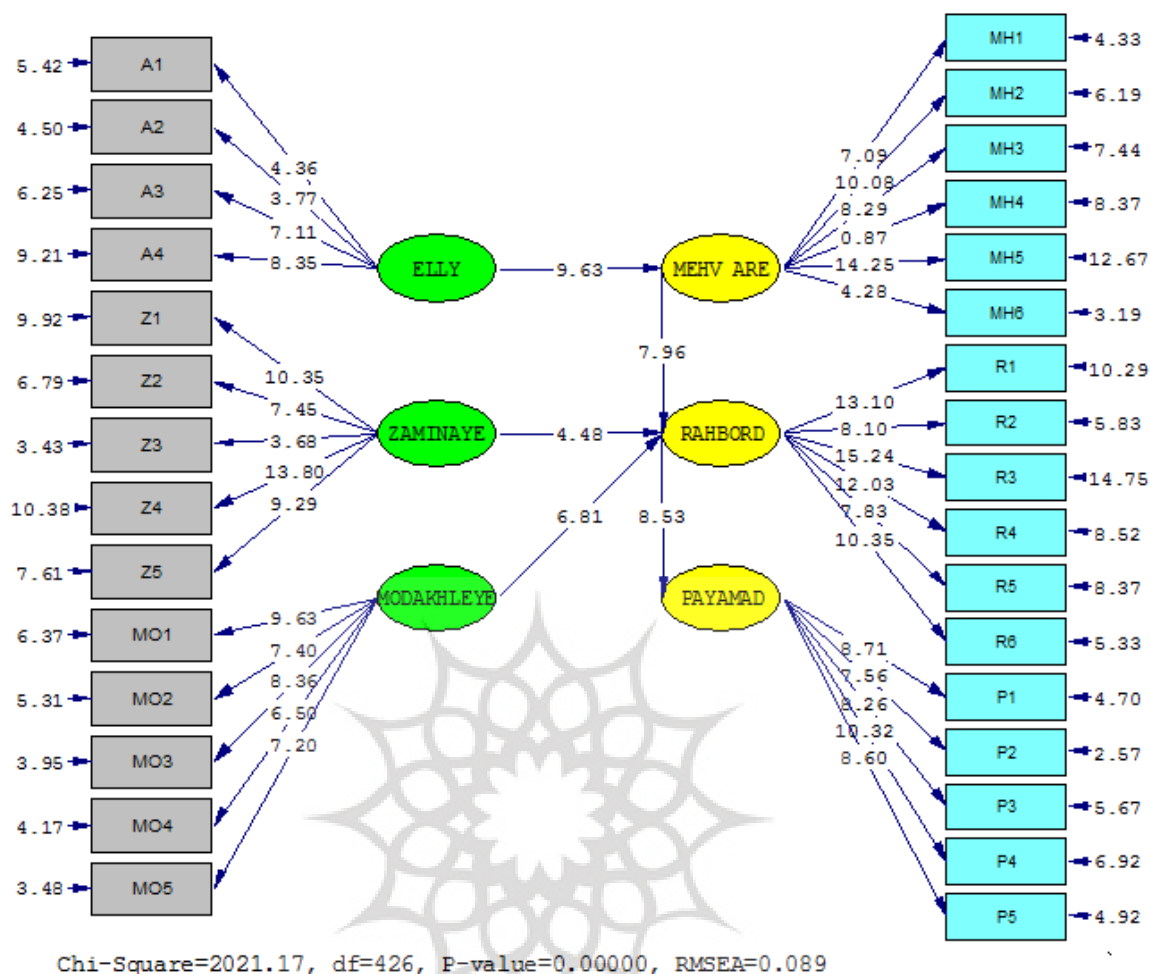 5.42 A1
4.50 A2
6.25 A3
9.21 A4
9.92 Z1
6.79 Z2
3.43 Z3
10.38 Z4
7.61 Z5
6.37 MO1
5.31 MO2
3.95 MO3
4.17 MO4
3.48 MO5
4.36
3.77
7.11
8.35
10.35
7.45
3.68
13.80
9.29
9.63
7.40
8.36
6.50
7.20
ELLY
ZAMINAYE
MODAKHLEYE
9.63
4.48
6.81
7.96
8.53
MEHV ARE
RAHBORD
PAYAMAD
7.09
10.08
8.29
0.87
14.25
4.28
13.10
8.10
15.24
12.03
7.83
10.35
8.71
7.56
8.26
10.32
8.60
MH1 4.33
MH2 6.19
MH3 7.44
MH4 8.37
MH5 12.67
MH6 3.19
R1 10.29
R2 5.83
R3 14.75
R4 8.52
R5 8.37
R6 5.33
P1 4.70
P2 2.57
P3 5.67
P4 6.92
P5 4.92
Chi-Square=2021.17, df=426, P-value=0.00000, RMSEA=0.089